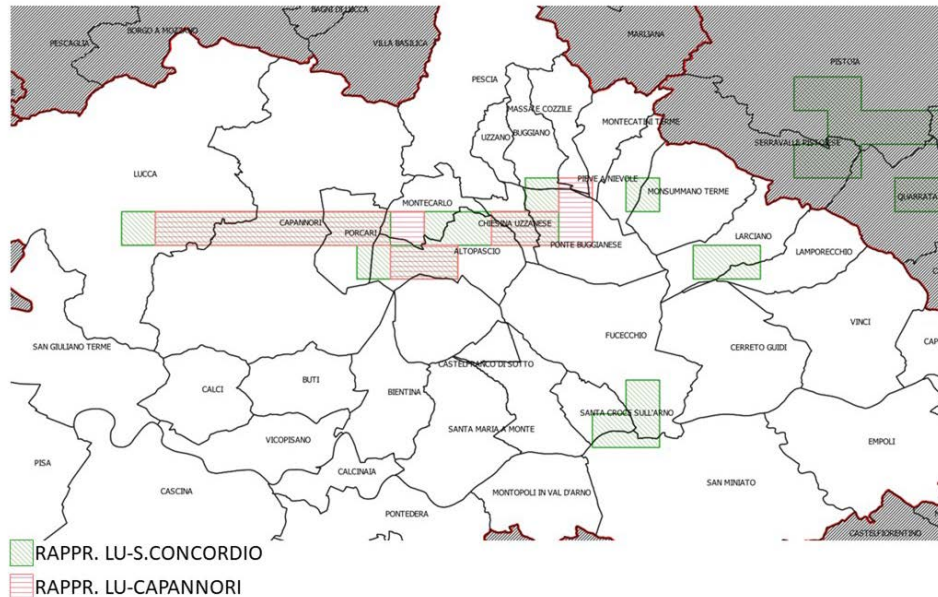 BAGNI DI LUCCA
BORGO A MOZZANO
PESCAGLIA
VILLA BASILICA
MARLIANA
PISTOIA
PESCIA
MASSA E COZZILE
MONTECATINI TERME
UZZANO
BUGGIANO
SERRAVALLE PISTOIESE
LUCCA
PIEVE A NIEVOLE
MONSUMMANO TERME
QUARRATA
MONTECARLO
CAPANNORI
CHIESINA UZZANESE
PORCARI
LARCIANO
PONTE BUGGIANESE
ALTOPASCIO
LAMPORECCHIO
VINCI
FUCECCHIO
SAN GIULIANO TERME
CERRETO GUIDI
CAP
CASTELFRANCO DI SOTTO
BUTI
CALCI
BIENTINA
SANTA CROCE SULL'ARNO
SANTA MARIA A MONTE
VICOPISANO
EMPOLI
PISA
CALCINAIA
SAN MINIATO
CASCINA
MONTOPOLI IN VAL D'ARNO
PONTEDERA
CASTELFIORENTINO
RAPPR. LU-S.CONCORDIO
RAPPR. LU-CAPANNORI